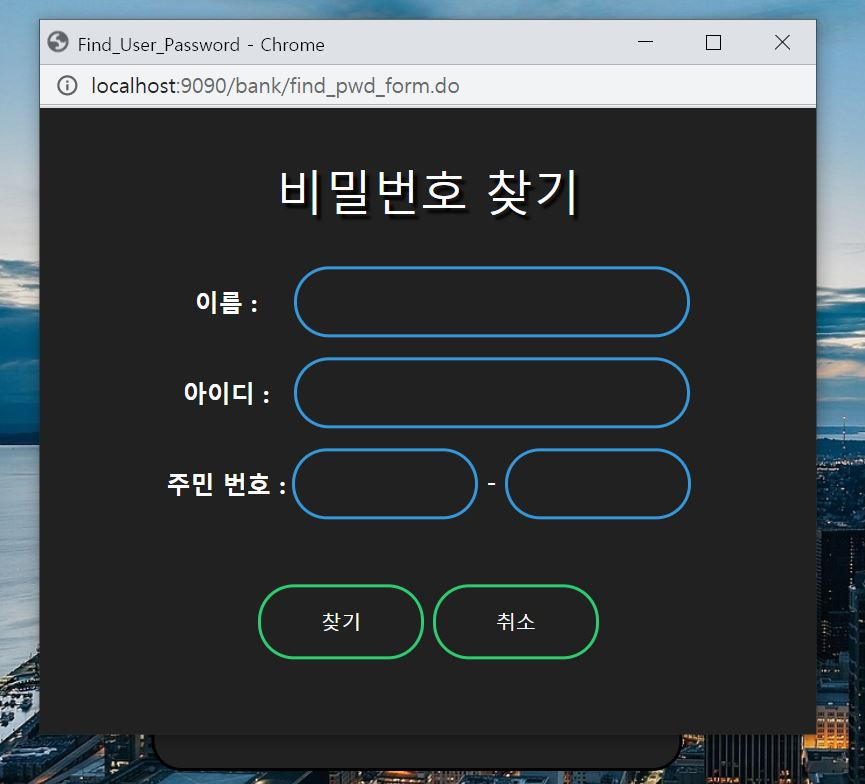 Find_User_Password - Chrome
localhost:9090/bank/find_pwd_form.do
비밀번호 찾기
이름 :
아이디 :
주민 번호 : -
찾기 취소